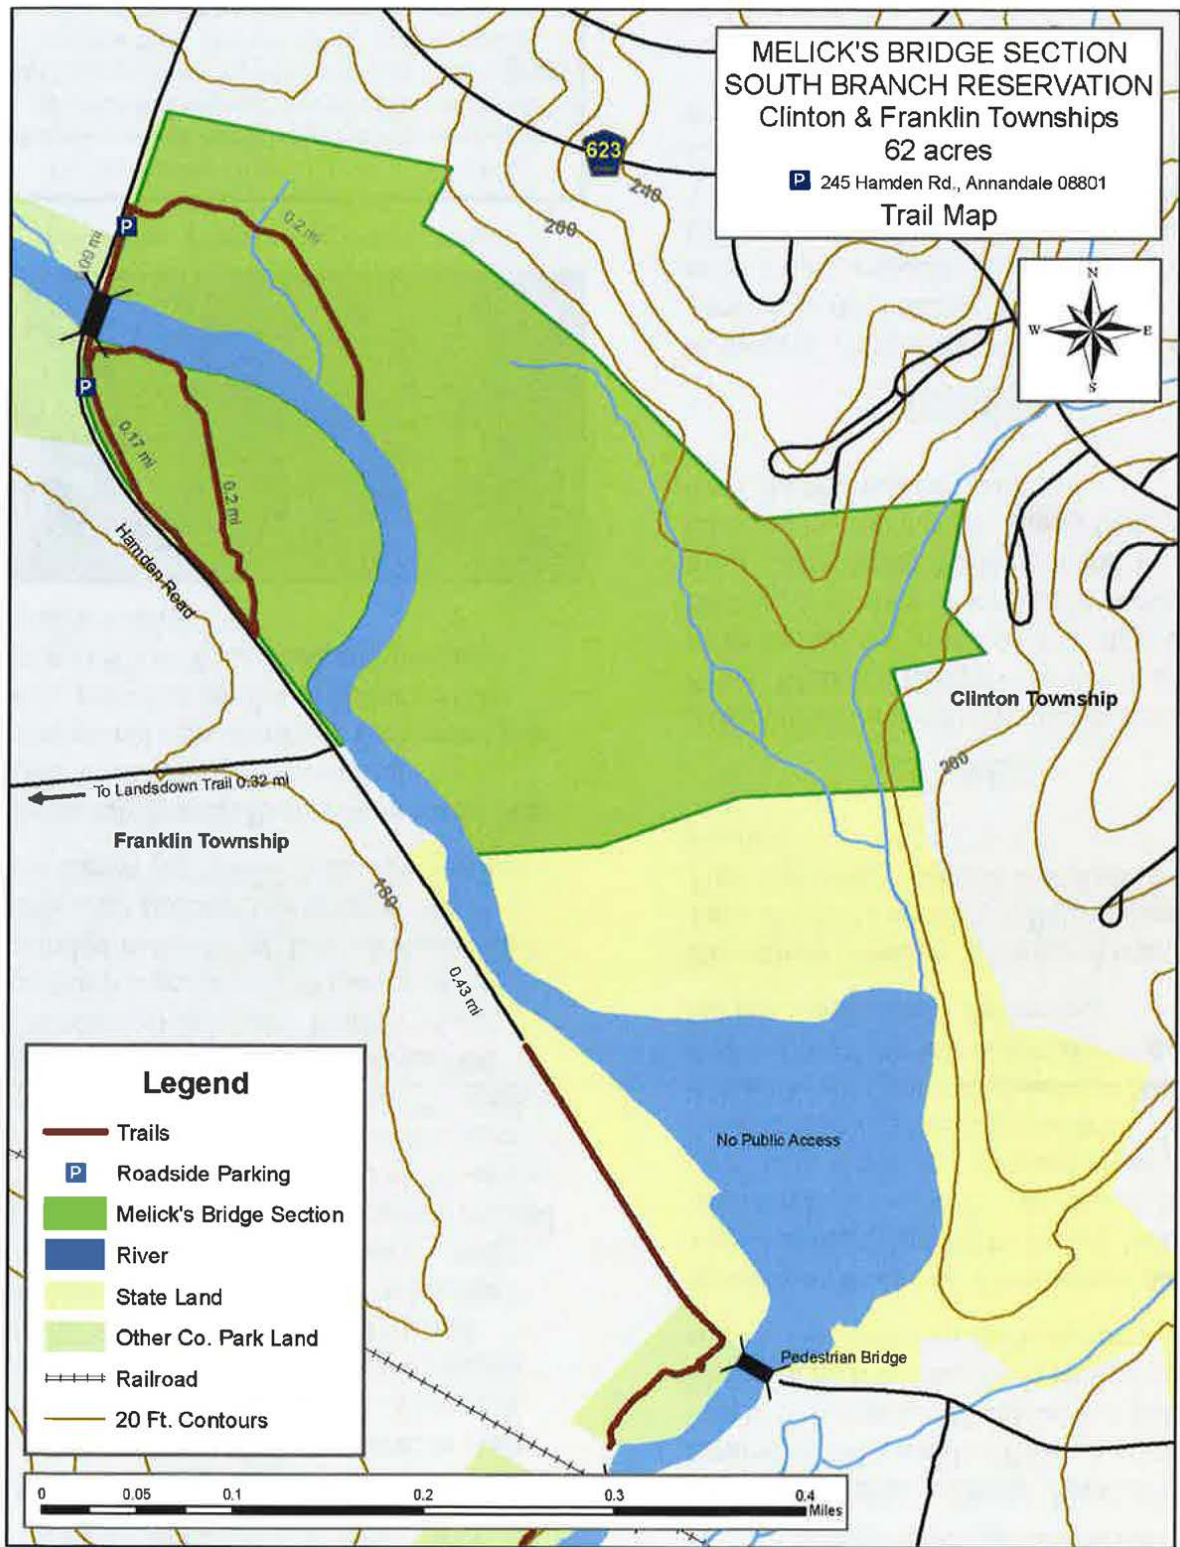 MELICK'S BRIDGE SECTION
SOUTH BRANCH RESERVATION
Clinton & Franklin Townships
62 acres
P 245 Hamden Rd., Annandale 08801
Trail Map
623
240
200
N
W E
S
P
0.2 mi
P
0.17 mi
0.2 mi
Hamden Road
Clinton Township
200
To Landsdown Trail 0.32 mi
Franklin Township
180
0.43 mi
No Public Access
Pedestrian Bridge
Legend
Trails
P Roadside Parking
Melick's Bridge Section
River
State Land
Other Co. Park Land
Railroad
20 Ft. Contours
0 0.05 0.1 0.2 0.3 0.4
Miles